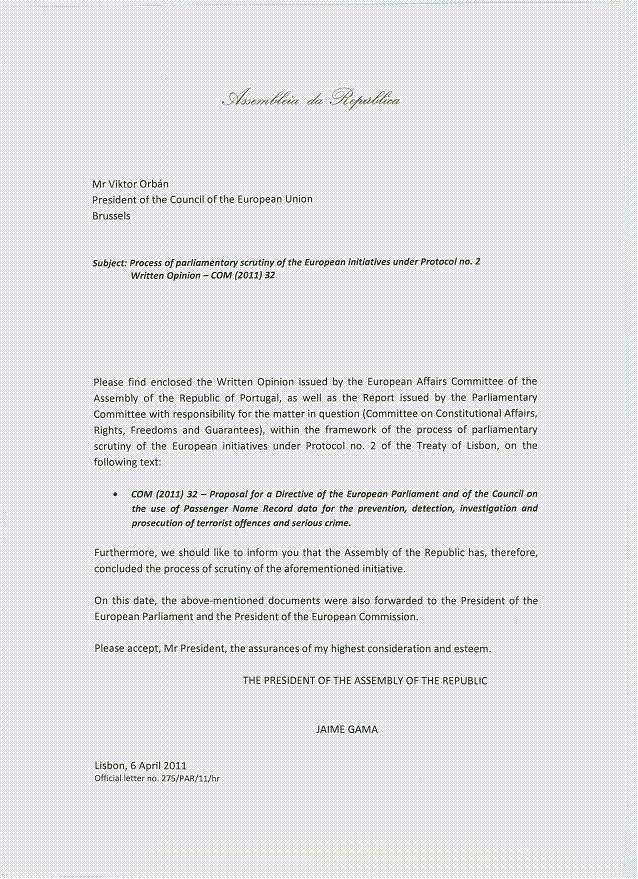 Assembleia da República
Mr Viktor Orbán
President of the Council of the European Union
Brussels
Subject: Process of parliamentary scrutiny of the European initiatives under Protocol no. 2
Written Opinion – COM (2011) 32
Please find enclosed the Written Opinion issued by the European Affairs Committee of the
Assembly of the Republic of Portugal, as well as the Report issued by the Parliamentary
Committee with responsibility for the matter in question (Committee on Constitutional Affairs,
Rights, Freedoms and Guarantees), within the framework of the process of parliamentary
scrutiny of the European initiatives under Protocol no. 2 of the Treaty of Lisbon, on the
following text:
• COM (2011) 32 – Proposal for a Directive of the European Parliament and of the Council on
the use of Passenger Name Record data for the prevention, detection, investigation and
prosecution of terrorist offences and serious crime.
Furthermore, we should like to inform you that the Assembly of the Republic has, therefore,
concluded the process of scrutiny of the aforementioned initiative.
On this date, the above-mentioned documents were also forwarded to the President of the
European Parliament and the President of the European Commission.
Please accept, Mr President, the assurances of my highest consideration and esteem.
THE PRESIDENT OF THE ASSEMBLY OF THE REPUBLIC
JAIME GAMA
Lisbon, 6 April 2011
Official letter no. 275/PAR/11/hr